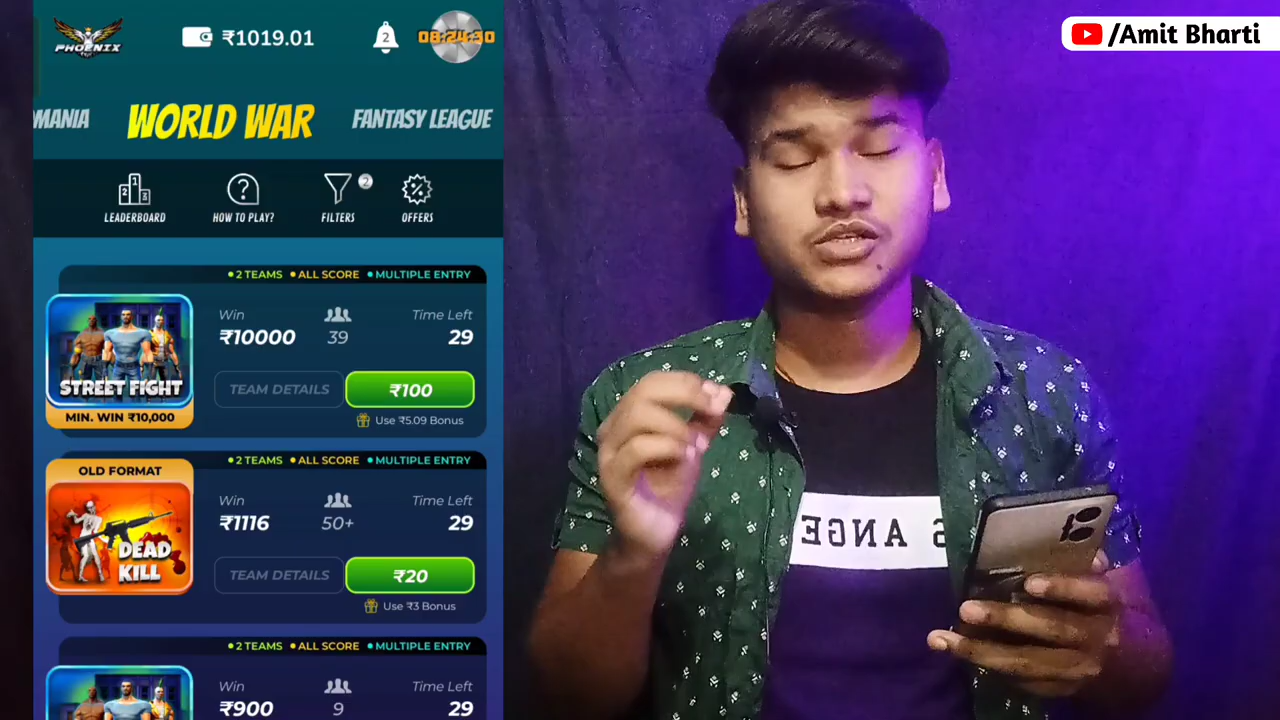 PHOENIX
₹1019.01
2
08:24:30
/Amit Bharti
MANIA
WORLD WAR
FANTASY LEAGUE
2
LEADERBOARD
HOW TO PLAY?
FILTERS
OFFERS
2 TEAMS ALL SCORE MULTIPLE ENTRY
Win
Time Left
₹10000
39
29
STREET FIGHT
MIN. WIN ₹10,000
TEAM DETAILS
₹100
Use ₹5.09 Bonus
2 TEAMS ALL SCORE MULTIPLE ENTRY
OLD FORMAT
DEAD
KILL
Win
Time Left
₹1116
50+
29
TEAM DETAILS
₹20
Use ₹3 Bonus
2 TEAMS ALL SCORE MULTIPLE ENTRY
Win
Time Left
₹900
9
29
S ANGE